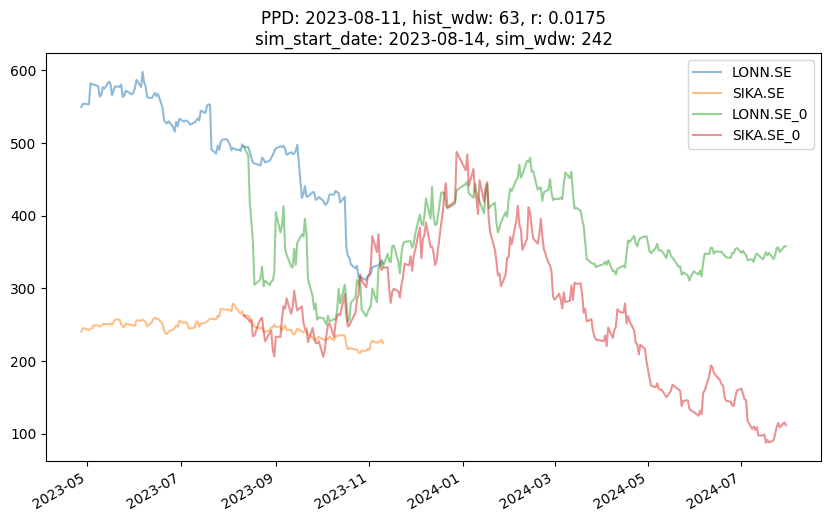 PPD: 2023-08-11, hist_wdw: 63, r: 0.0175
sim_start_date: 2023-08-14, sim_wdw: 242
LONN.SE
SIKA.SE
LONN.SE_0
SIKA.SE_0
600
500
400
300
200
100
2023-05
2023-07
2023-09
2023-11
2024-01
2024-03
2024-05
2024-07